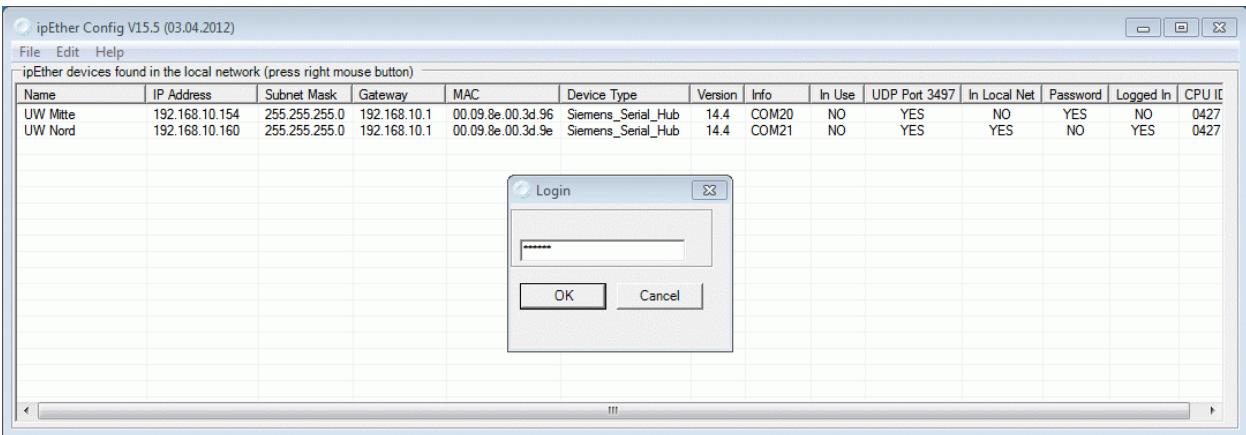 ipEther Config V15.5 (03.04.2012)
File Edit Help
ipEther devices found in the local network (press right mouse button)
Name IP Address Subnet Mask Gateway MAC Device Type Version Info In Use UDP Port 3497 In Local Net Password Logged In CPU ID
UW Mitte 192.168.10.154 255.255.255.0 192.168.10.1 00.09.8e.00.3d.96 Siemens_Serial_Hub 14.4 COM20 NO YES NO YES NO 0427
UW Nord 192.168.10.160 255.255.255.0 192.168.10.1 00.09.8e.00.3d.9e Siemens_Serial_Hub 14.4 COM21 NO YES YES NO YES 0427
Login
******
OK Cancel